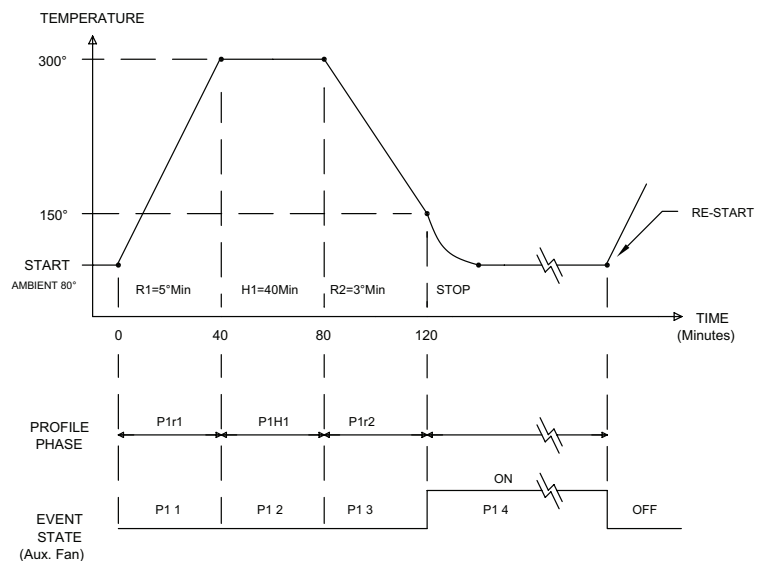 TEMPERATURE
300°
150°
START
AMBIENT 80°
R1=5°Min
H1=40Min
R2=3°Min
STOP
RE-START
0
40
80
120
TIME
(Minutes)
PROFILE
PHASE
P1r1
P1H1
P1r2
EVENT
STATE
(Aux. Fan)
P1 1
P1 2
P1 3
ON
P1 4
OFF